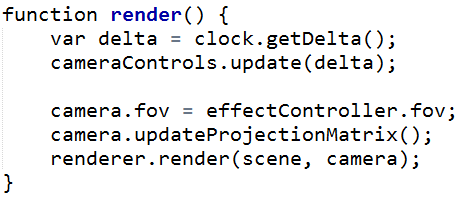 function render() {
    var delta = clock.getDelta();
    cameraControls.update(delta);

    camera.fov = effectController.fov;
    camera.updateProjectionMatrix();
    renderer.render(scene, camera);
}